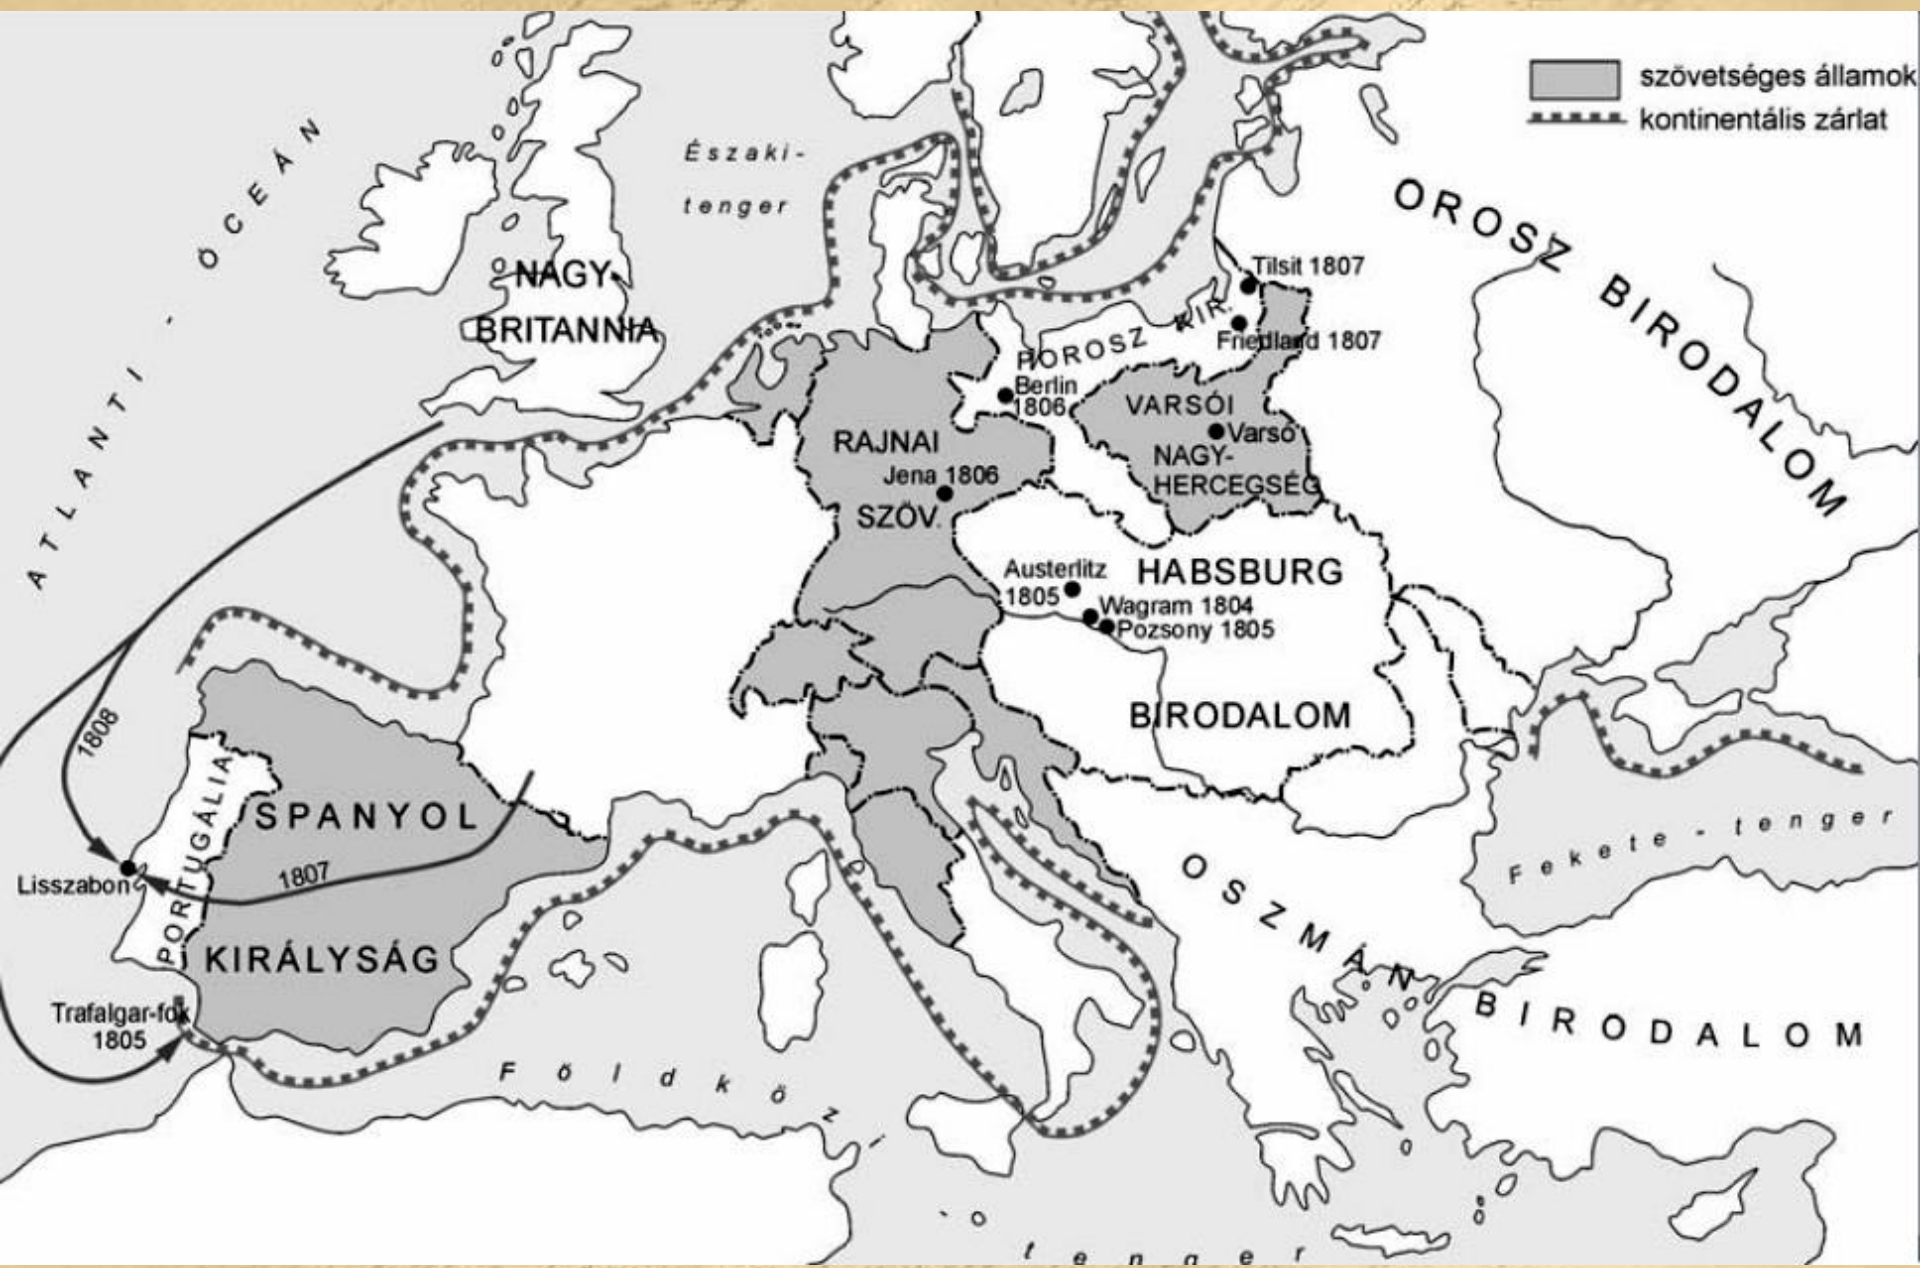 szövetséges államok
kontinentális zárlat
ATLANTI - ÓCEÁN
Északi-
tenger
NAGY-
BRITANNIA
OROSZ BIRODALOM
Tilsit 1807
POROSZ KIR.
Friedland 1807
Berlin
1806
VARSÓI
Varsó
NAGY-
HERCEGSÉG
RAJNAI
Jena 1806
SZÖV.
Austerlitz
1805
HABSBURG
Wagram 1804
Pozsony 1805
BIRODALOM
1808
PORTUGÁLIA
SPANYOL
1807
Lisszabon
KIRÁLYSÁG
Trafalgar-fok
1805
Fekete-tenger
OSZMÁN BIRODALOM
Földközi
-
tenger